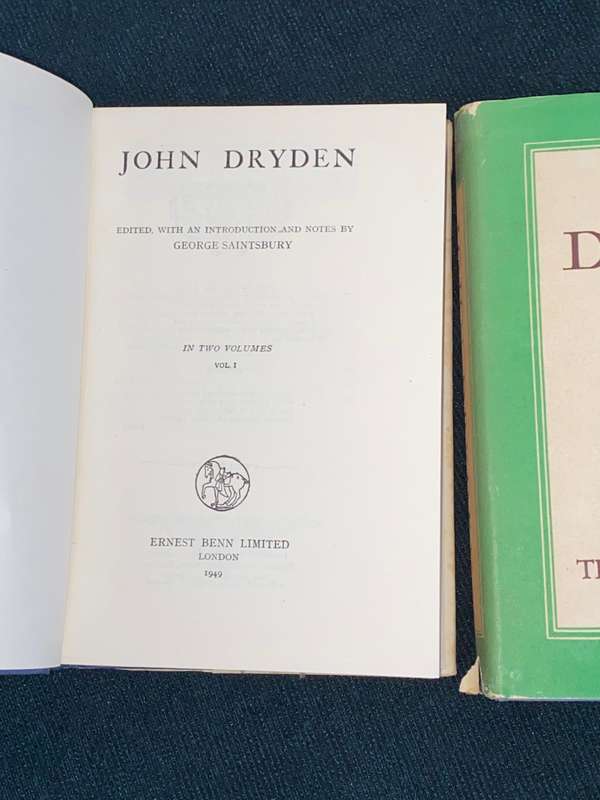 JOHN DRYDEN
EDITED, WITH AN INTRODUCTION AND NOTES BY
GEORGE SAINTSBURY
IN TWO VOLUMES
VOL. I
ERNEST BENN LIMITED
LONDON
1949
D
TH